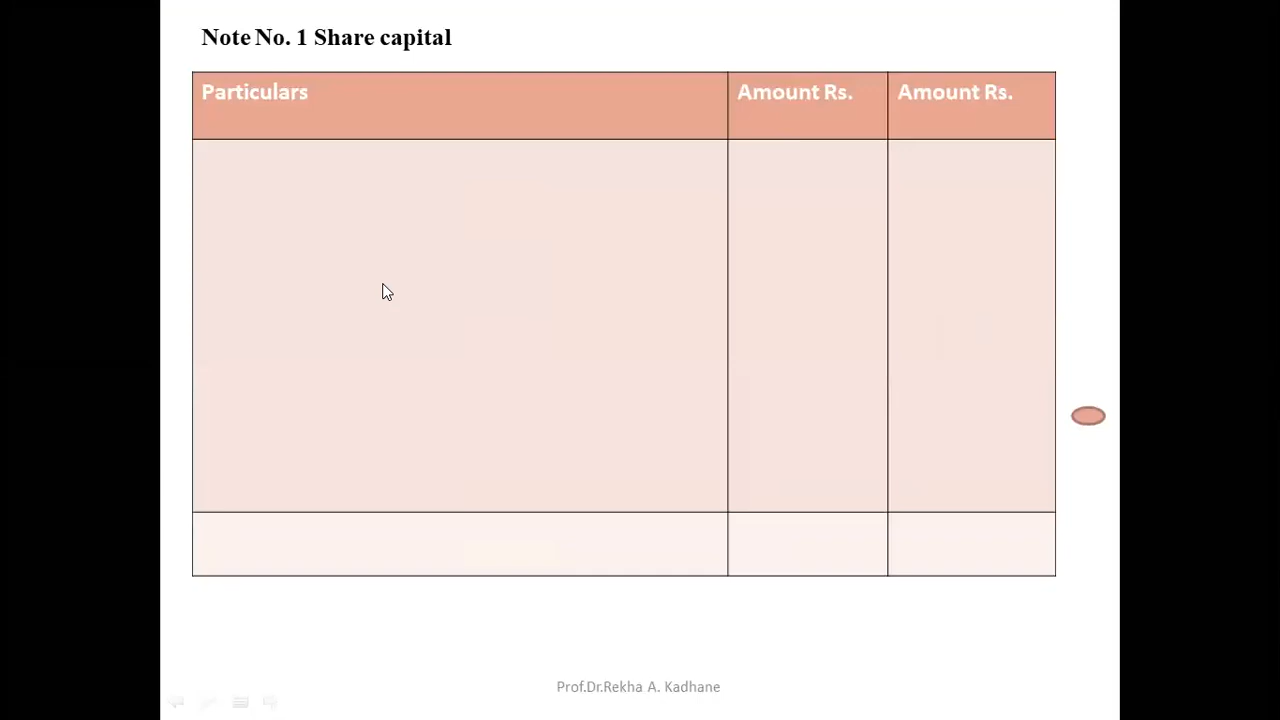 Note No. 1 Share capital
Particulars Amount Rs. Amount Rs.
Prof.Dr.Rekha A. Kadhane